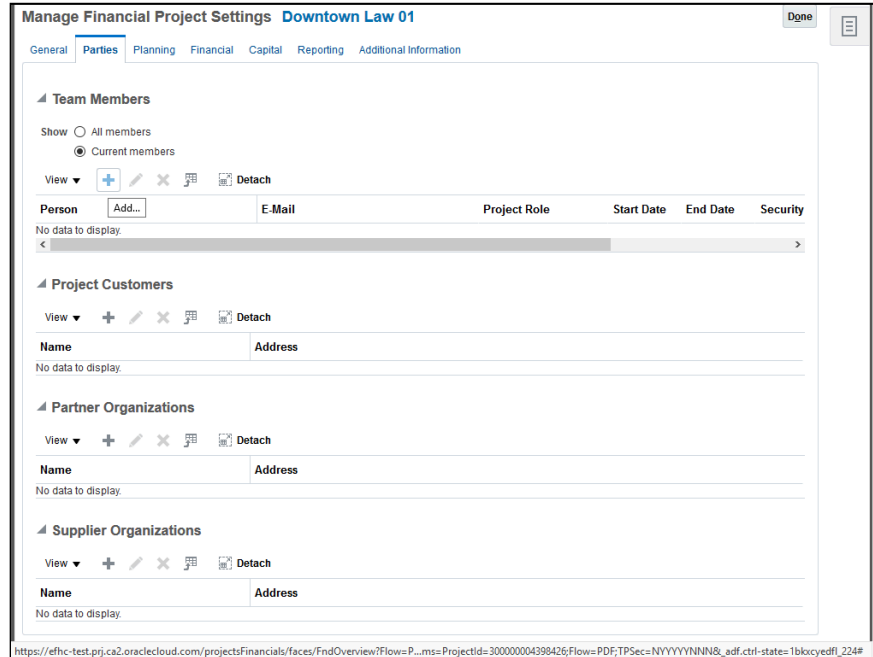 Manage Financial Project Settings Downtown Law 01
Done
General Parties Planning Financial Capital Reporting Additional Information
Team Members
Show All members
Current members
View Detach
Add...
Person E-Mail Project Role Start Date End Date Security
No data to display.
Project Customers
View Detach
Name Address
No data to display.
Partner Organizations
View Detach
Name Address
No data to display.
Supplier Organizations
View Detach
Name Address
No data to display.
https://efhc-test.prj.ca2.oraclecloud.com/projectsFinancials/faces/FndOverview?Flow=P...ms=ProjectId=300000004398426;Flow=PDF;TPSec=NYYYYYNNN&_adf.ctrl-state=1bkxcyedfl_224#